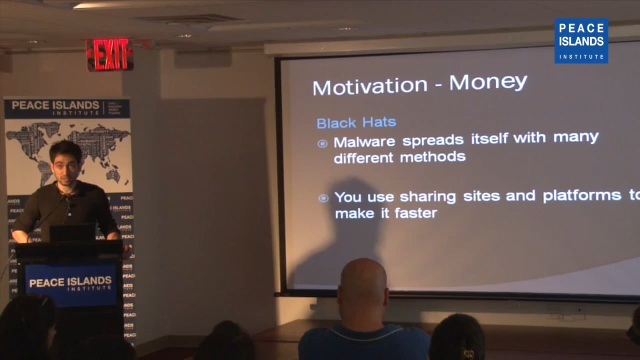 PEACE
ISLANDS
INSTITUTE
EXIT
PEACE ISLANDS
INSTITUTE
Motivation - Money
Black Hats
Malware spreads itself with many
different methods
You use sharing sites and platforms to
make it faster
PEACE ISLANDS
INSTITUTE